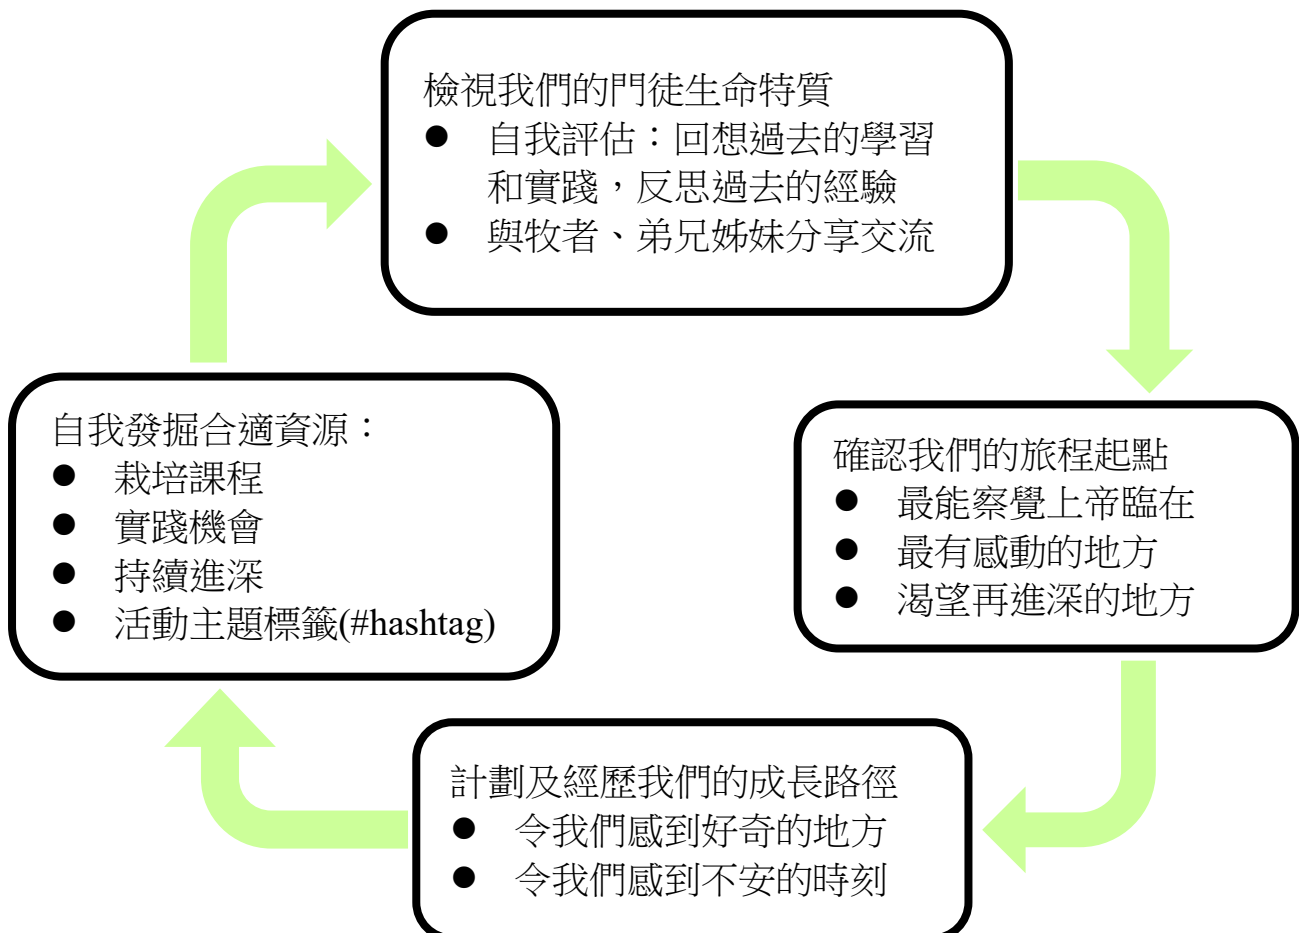 檢視我們的門徒生命特質
● 自我評估：回想過去的學習
和實踐，反思過去的經驗
● 與牧者、弟兄姊妹分享交流
確認我們的旅程起點
● 最能察覺上帝臨在
● 最有感動的地方
● 渴望再進深的地方
計劃及經歷我們的成長路徑
● 令我們感到好奇的地方
● 令我們感到不安的時刻
自我發掘合適資源：
● 栽培課程
● 實踐機會
● 持續進深
● 活動主題標籤(#hashtag)